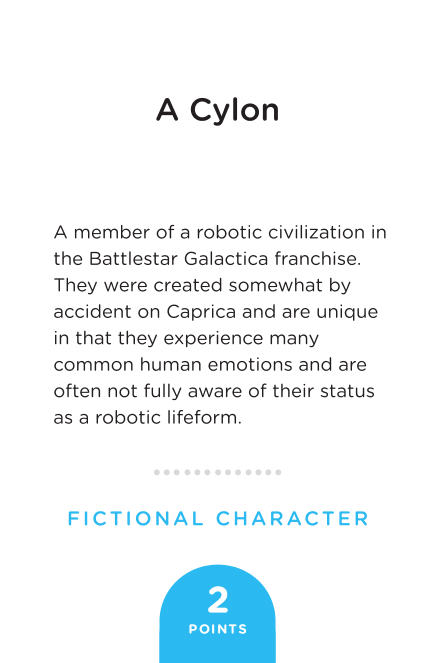 A Cylon
A member of a robotic civilization in
the Battlestar Galactica franchise.
They were created somewhat by
accident on Caprica and are unique
in that they experience many
common human emotions and are
often not fully aware of their status
as a robotic lifeform.
FICTIONAL CHARACTER
2
POINTS